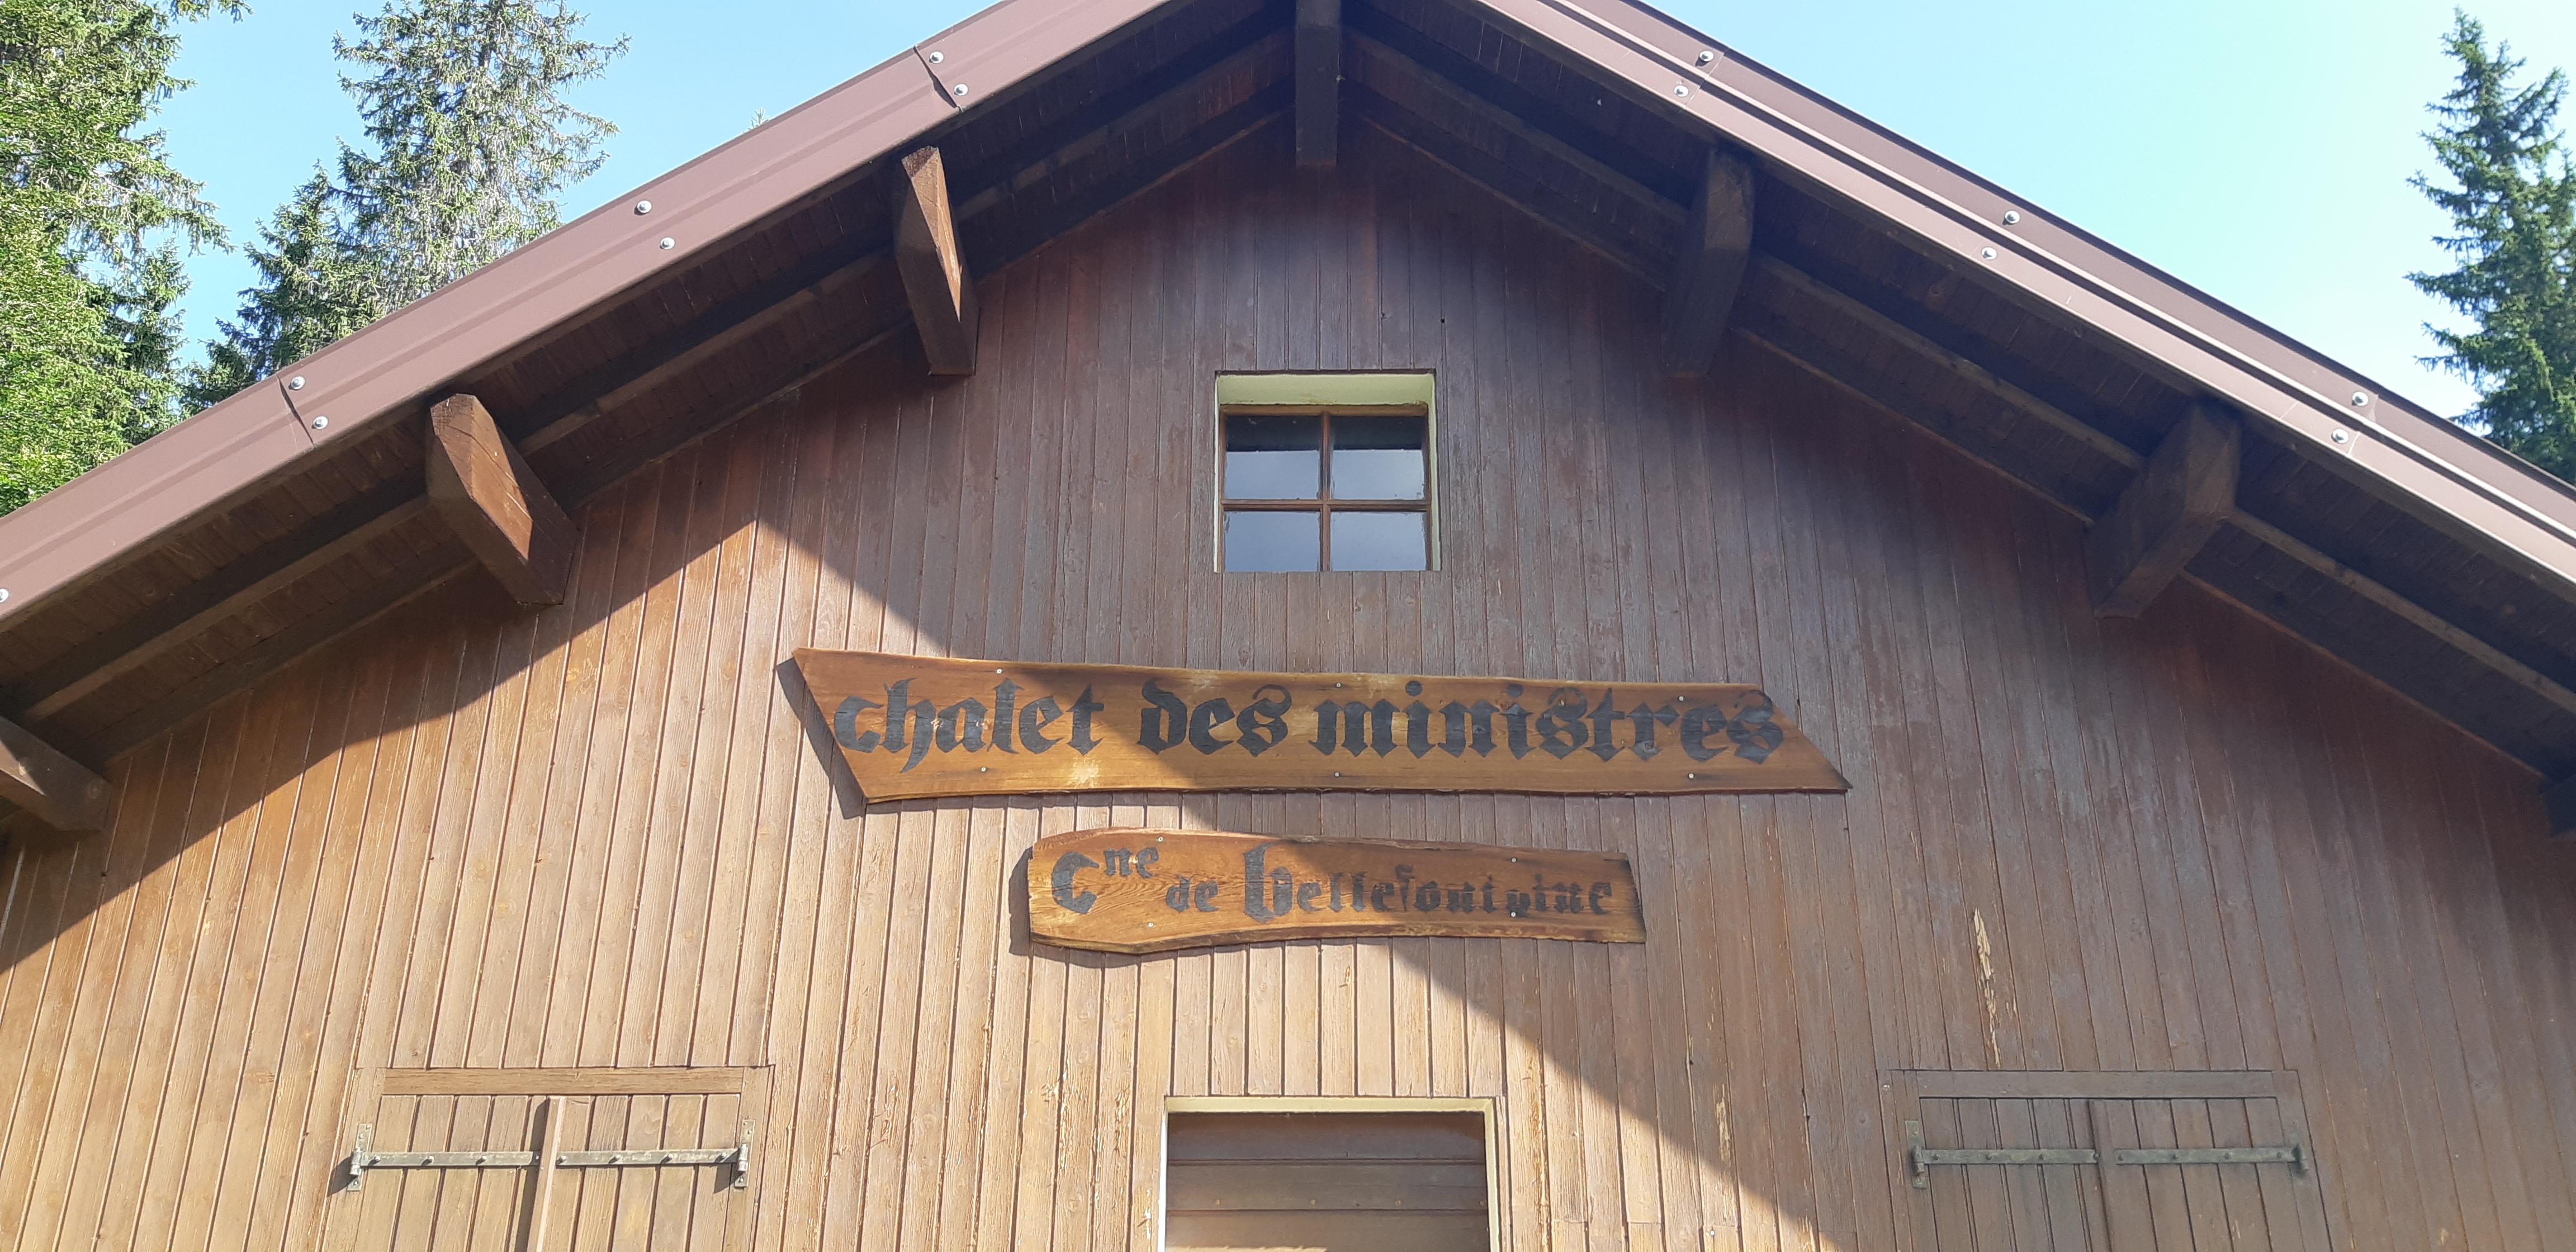 chalet des ministres
Cne de bellefontaine